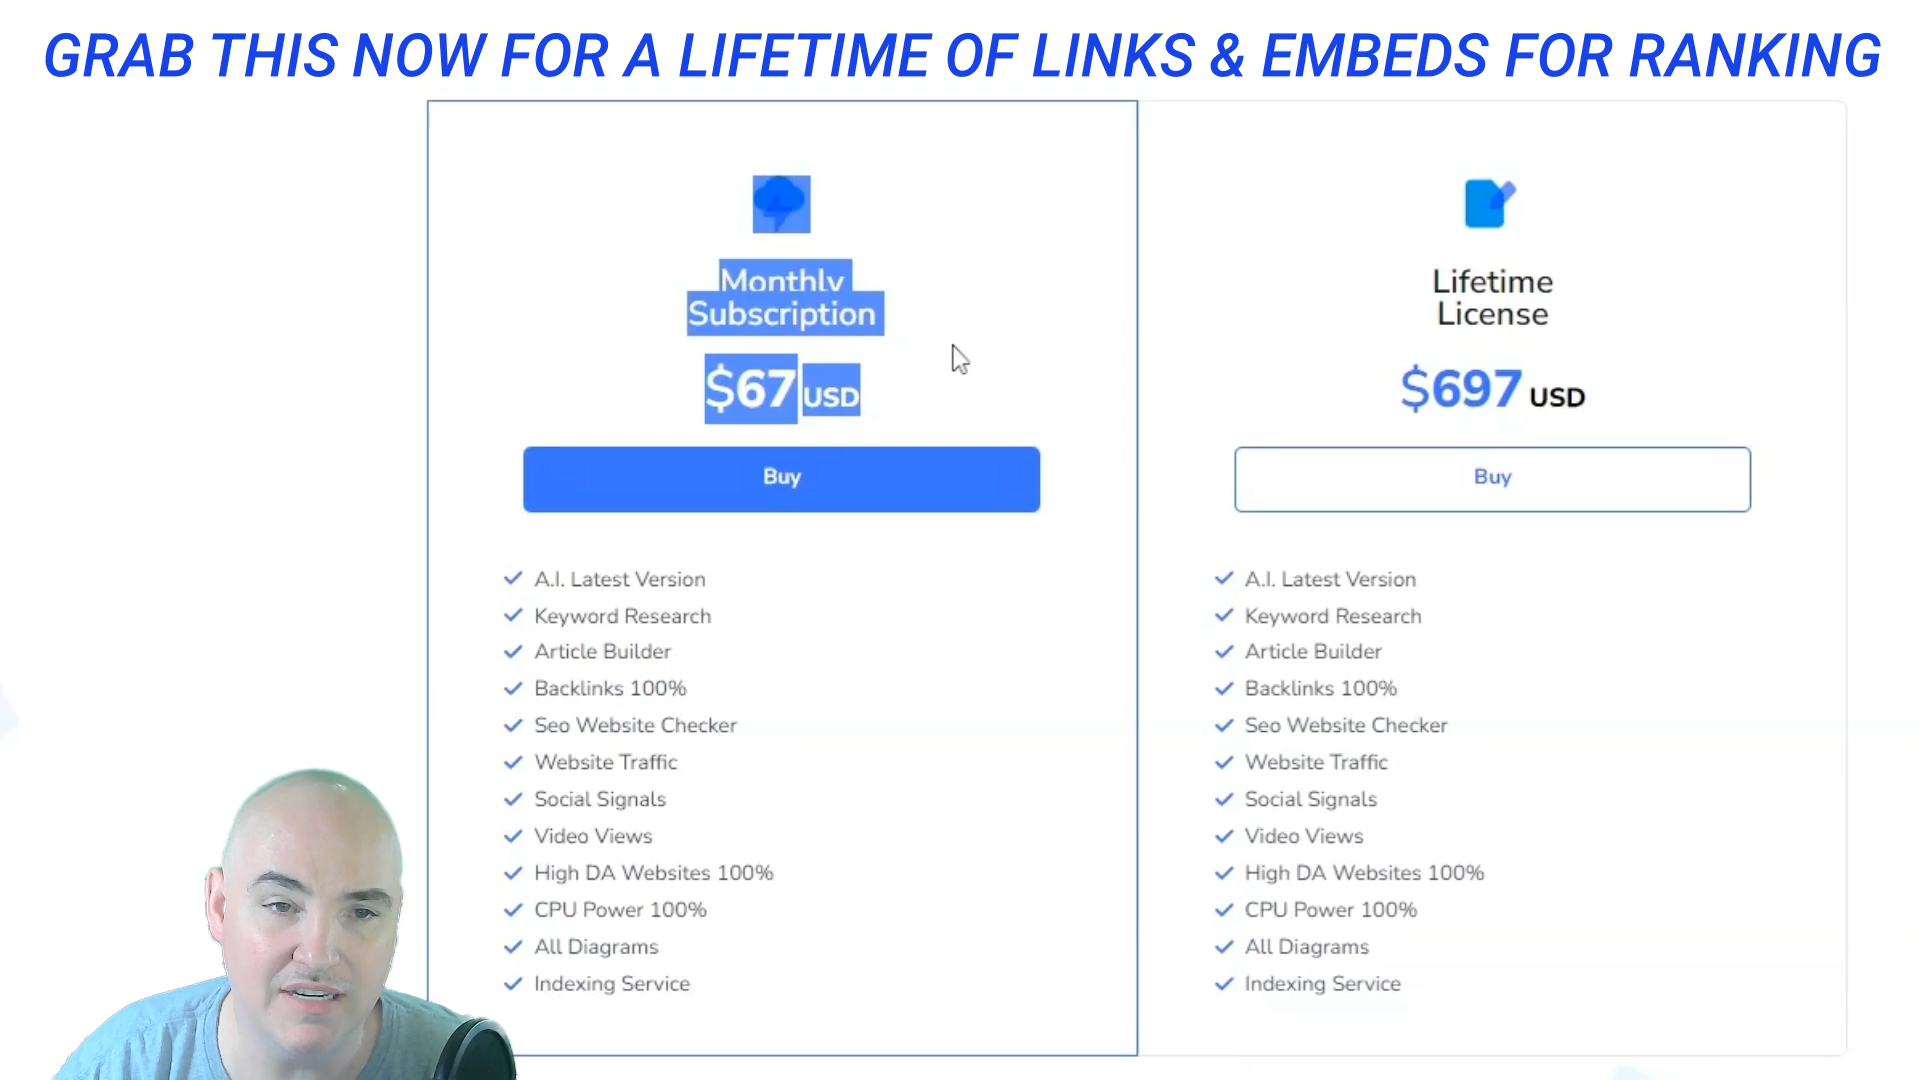 GRAB THIS NOW FOR A LIFETIME OF LINKS & EMBEDS FOR RANKING
Monthly
Subscription
$67 USD
Buy
A.I. Latest Version
Keyword Research
Article Builder
Backlinks 100%
Seo Website Checker
Website Traffic
Social Signals
Video Views
High DA Websites 100%
CPU Power 100%
All Diagrams
Indexing Service
Lifetime
License
$697 USD
Buy
A.I. Latest Version
Keyword Research
Article Builder
Backlinks 100%
Seo Website Checker
Website Traffic
Social Signals
Video Views
High DA Websites 100%
CPU Power 100%
All Diagrams
Indexing Service